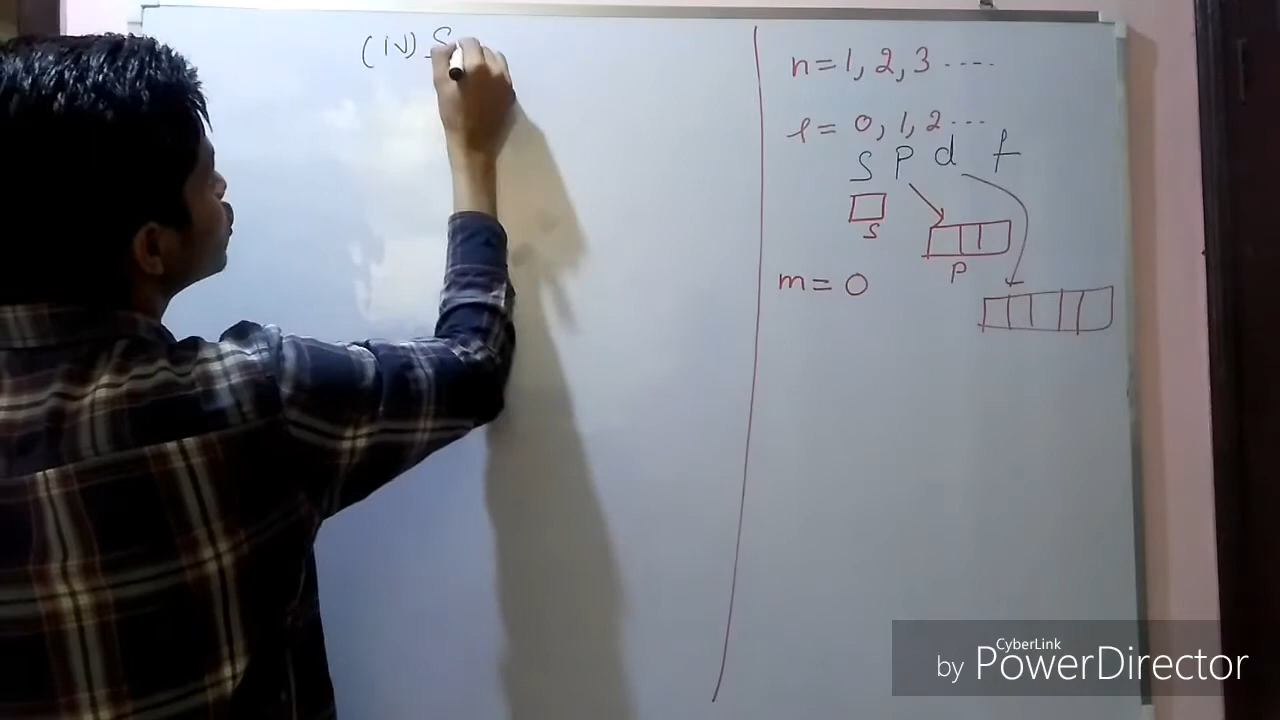 (iv) S
n = 1, 2, 3 ----
l = 0, 1, 2 ---
S P d f
S
P
m = 0
CyberLink
by PowerDirector